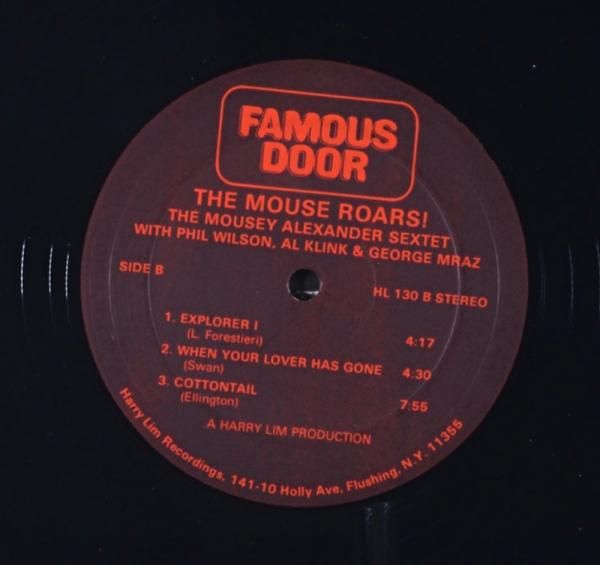 FAMOUS
DOOR
THE MOUSE ROARS!
THE MOUSEY ALEXANDER SEXTET
WITH PHIL WILSON, AL KLINK & GEORGE MRAZ
SIDE B
HL 130 B STEREO
1. EXPLORER I 4:17
(L. Forestieri)
2. WHEN YOUR LOVER HAS GONE 4:30
(Swan)
3. COTTONTAIL 7:55
(Ellington)
A HARRY LIM PRODUCTION
Harry Lim Recordings, 141-10 Holly Ave, Flushing, N.Y. 11355